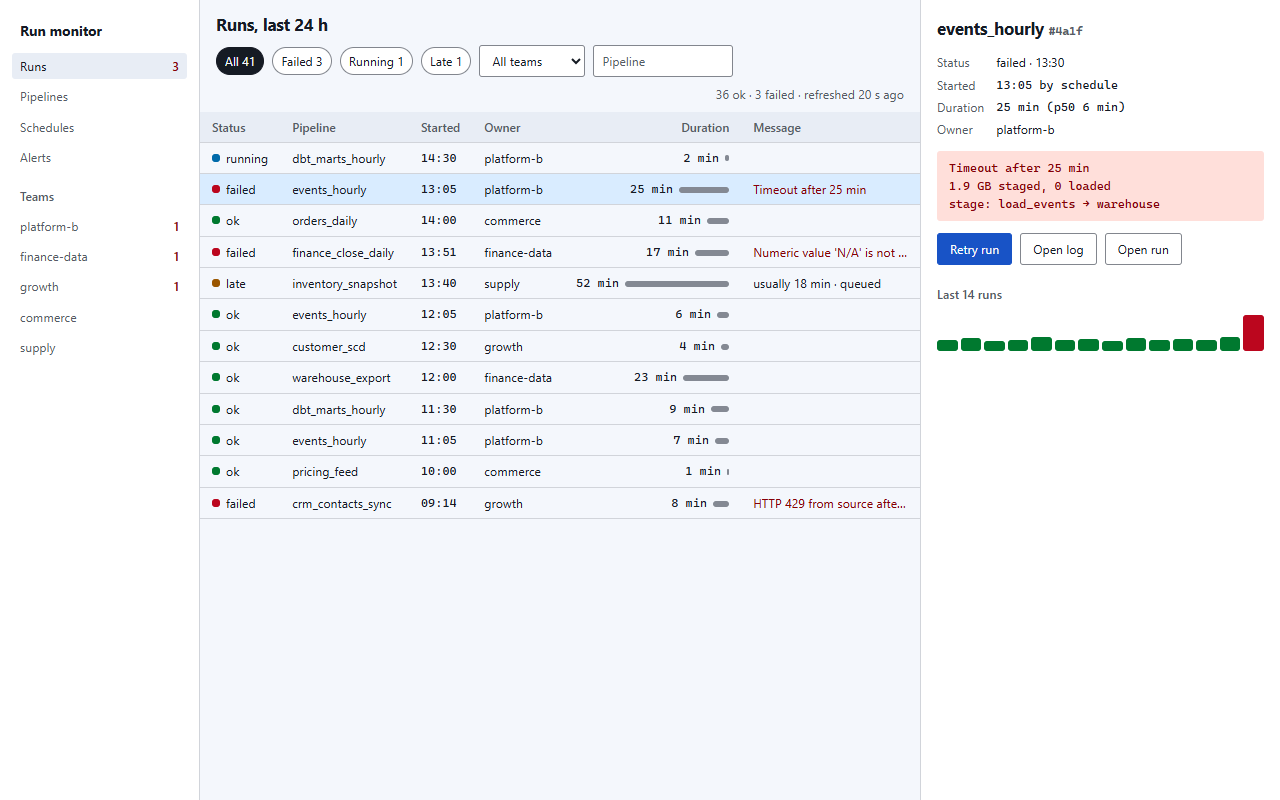 Run monitor
Runs 3
Pipelines
Schedules
Alerts
Teams
platform-b 1
finance-data 1
growth 1
commerce
supply
Runs, last 24 h
All 41 Failed 3 Running 1 Late 1 All teams Pipeline
36 ok · 3 failed · refreshed 20 s ago
Status Pipeline Started Owner Duration Message
running dbt_marts_hourly 14:30 platform-b 2 min
failed events_hourly 13:05 platform-b 25 min Timeout after 25 min
ok orders_daily 14:00 commerce 11 min
failed finance_close_daily 13:51 finance-data 17 min Numeric value 'N/A' is not ...
late inventory_snapshot 13:40 supply 52 min usually 18 min · queued
ok events_hourly 12:05 platform-b 6 min
ok customer_scd 12:30 growth 4 min
ok warehouse_export 12:00 finance-data 23 min
ok dbt_marts_hourly 11:30 platform-b 9 min
ok events_hourly 11:05 platform-b 7 min
ok pricing_feed 10:00 commerce 1 min
failed crm_contacts_sync 09:14 growth 8 min HTTP 429 from source afte...
events_hourly #4a1f
Status failed · 13:30
Started 13:05 by schedule
Duration 25 min (p50 6 min)
Owner platform-b
Timeout after 25 min
1.9 GB staged, 0 loaded
stage: load_events → warehouse
Retry run Open log Open run
Last 14 runs